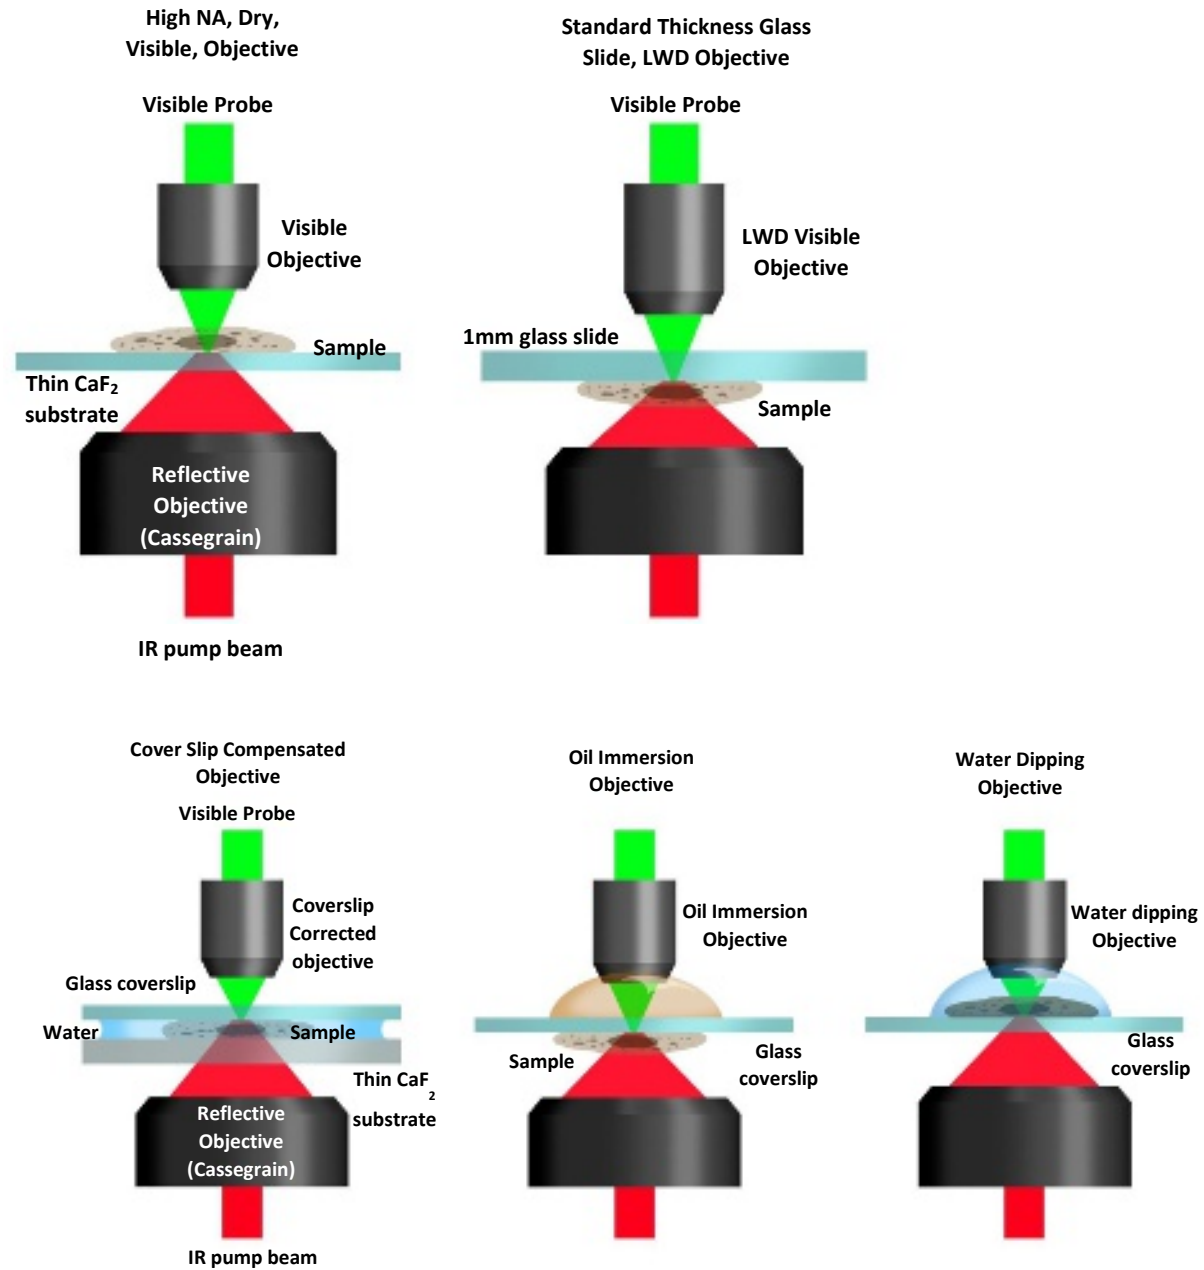 High NA, Dry,
Visible, Objective
Visible Probe
Visible
Objective
Sample
Thin CaF₂
substrate
Reflective
Objective
(Cassegrain)
IR pump beam
Standard Thickness Glass
Slide, LWD Objective
Visible Probe
LWD Visible
Objective
1mm glass slide
Sample
Cover Slip Compensated
Objective
Visible Probe
Coverslip
Corrected
objective
Glass coverslip
Water
Sample
Thin CaF₂
substrate
Reflective
Objective
(Cassegrain)
IR pump beam
Oil Immersion
Objective
Oil Immersion
Objective
Sample
Glass
coverslip
Water Dipping
Objective
Water dipping
Objective
Glass
coverslip